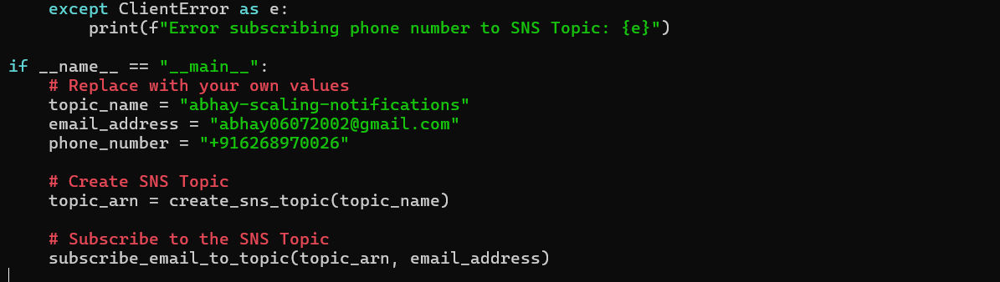 except ClientError as e:
        print(f"Error subscribing phone number to SNS Topic: {e}")

if __name__ == "__main__":
    # Replace with your own values
    topic_name = "abhay-scaling-notifications"
    email_address = "abhay06072002@gmail.com"
    phone_number = "+916268970026"

    # Create SNS Topic
    topic_arn = create_sns_topic(topic_name)

    # Subscribe to the SNS Topic
    subscribe_email_to_topic(topic_arn, email_address)